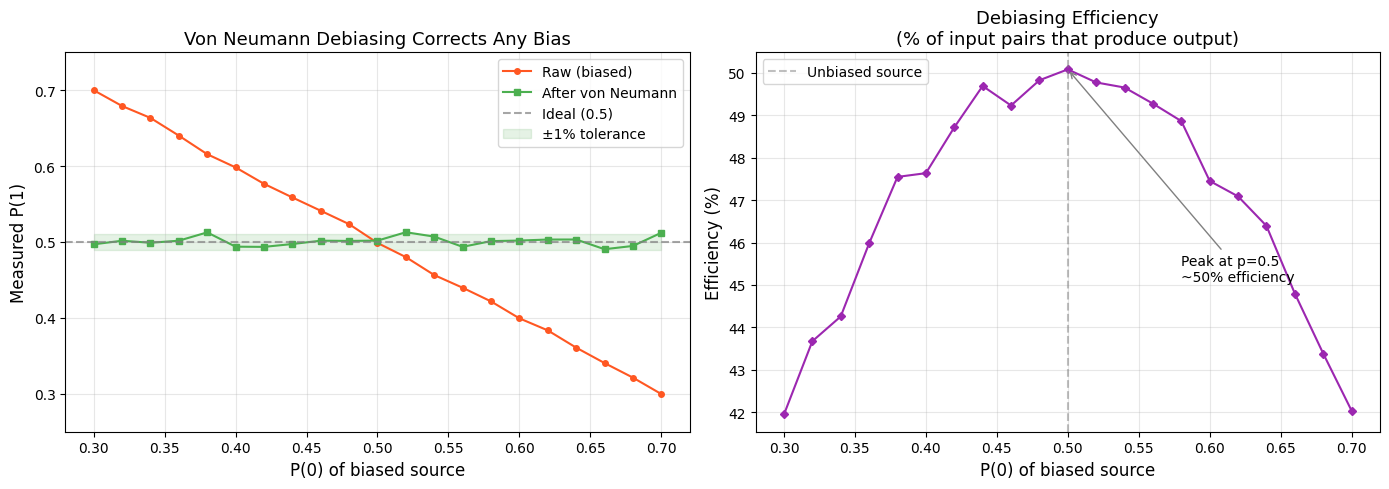 Von Neumann Debiasing Corrects Any Bias
Measured P(1)
0.7
0.6
0.5
0.4
0.3
Raw (biased)
After von Neumann
Ideal (0.5)
±1% tolerance
0.30 0.35 0.40 0.45 0.50 0.55 0.60 0.65 0.70
P(0) of biased source
Debiasing Efficiency
(% of input pairs that produce output)
Efficiency (%)
50
49
48
47
46
45
44
43
42
Unbiased source
Peak at p=0.5
~50% efficiency
0.30 0.35 0.40 0.45 0.50 0.55 0.60 0.65 0.70
P(0) of biased source